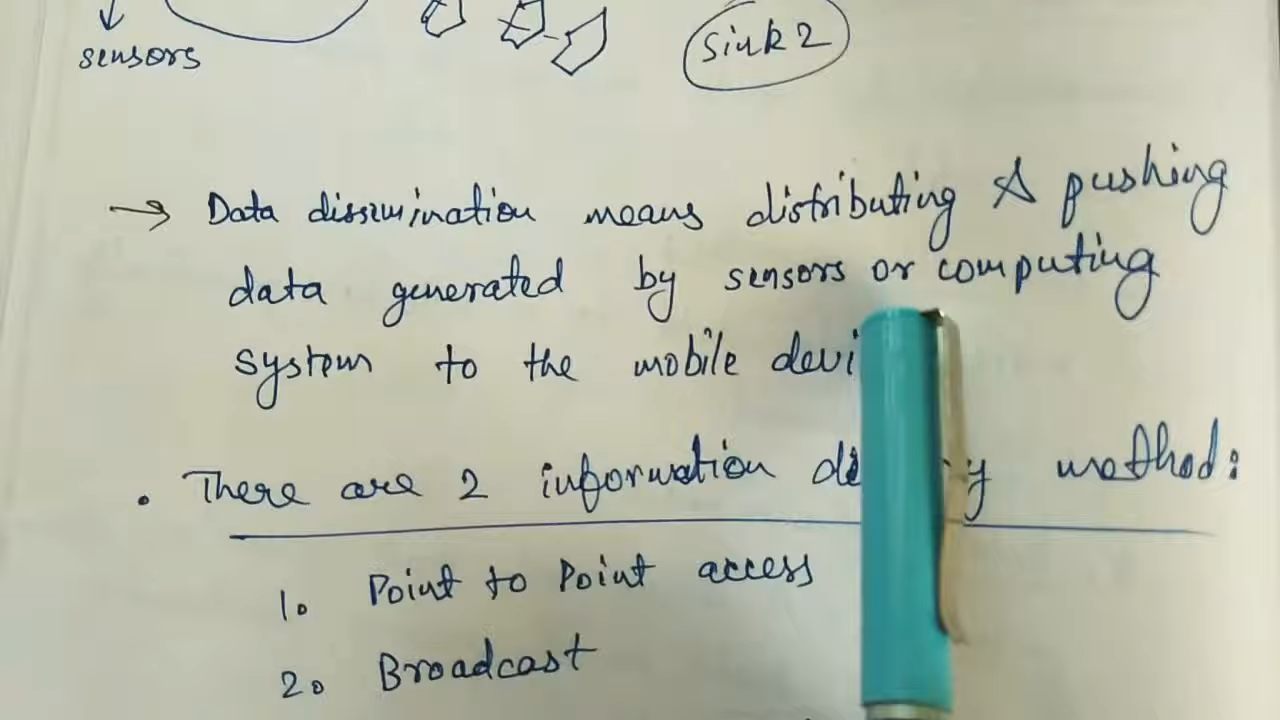 sensors
Sink 2
→ Data dissimination means distributing & pushing
data generated by sensors or computing
system to the mobile devi
• There are 2 information method:
1. Point to Point access
2. Broadcast